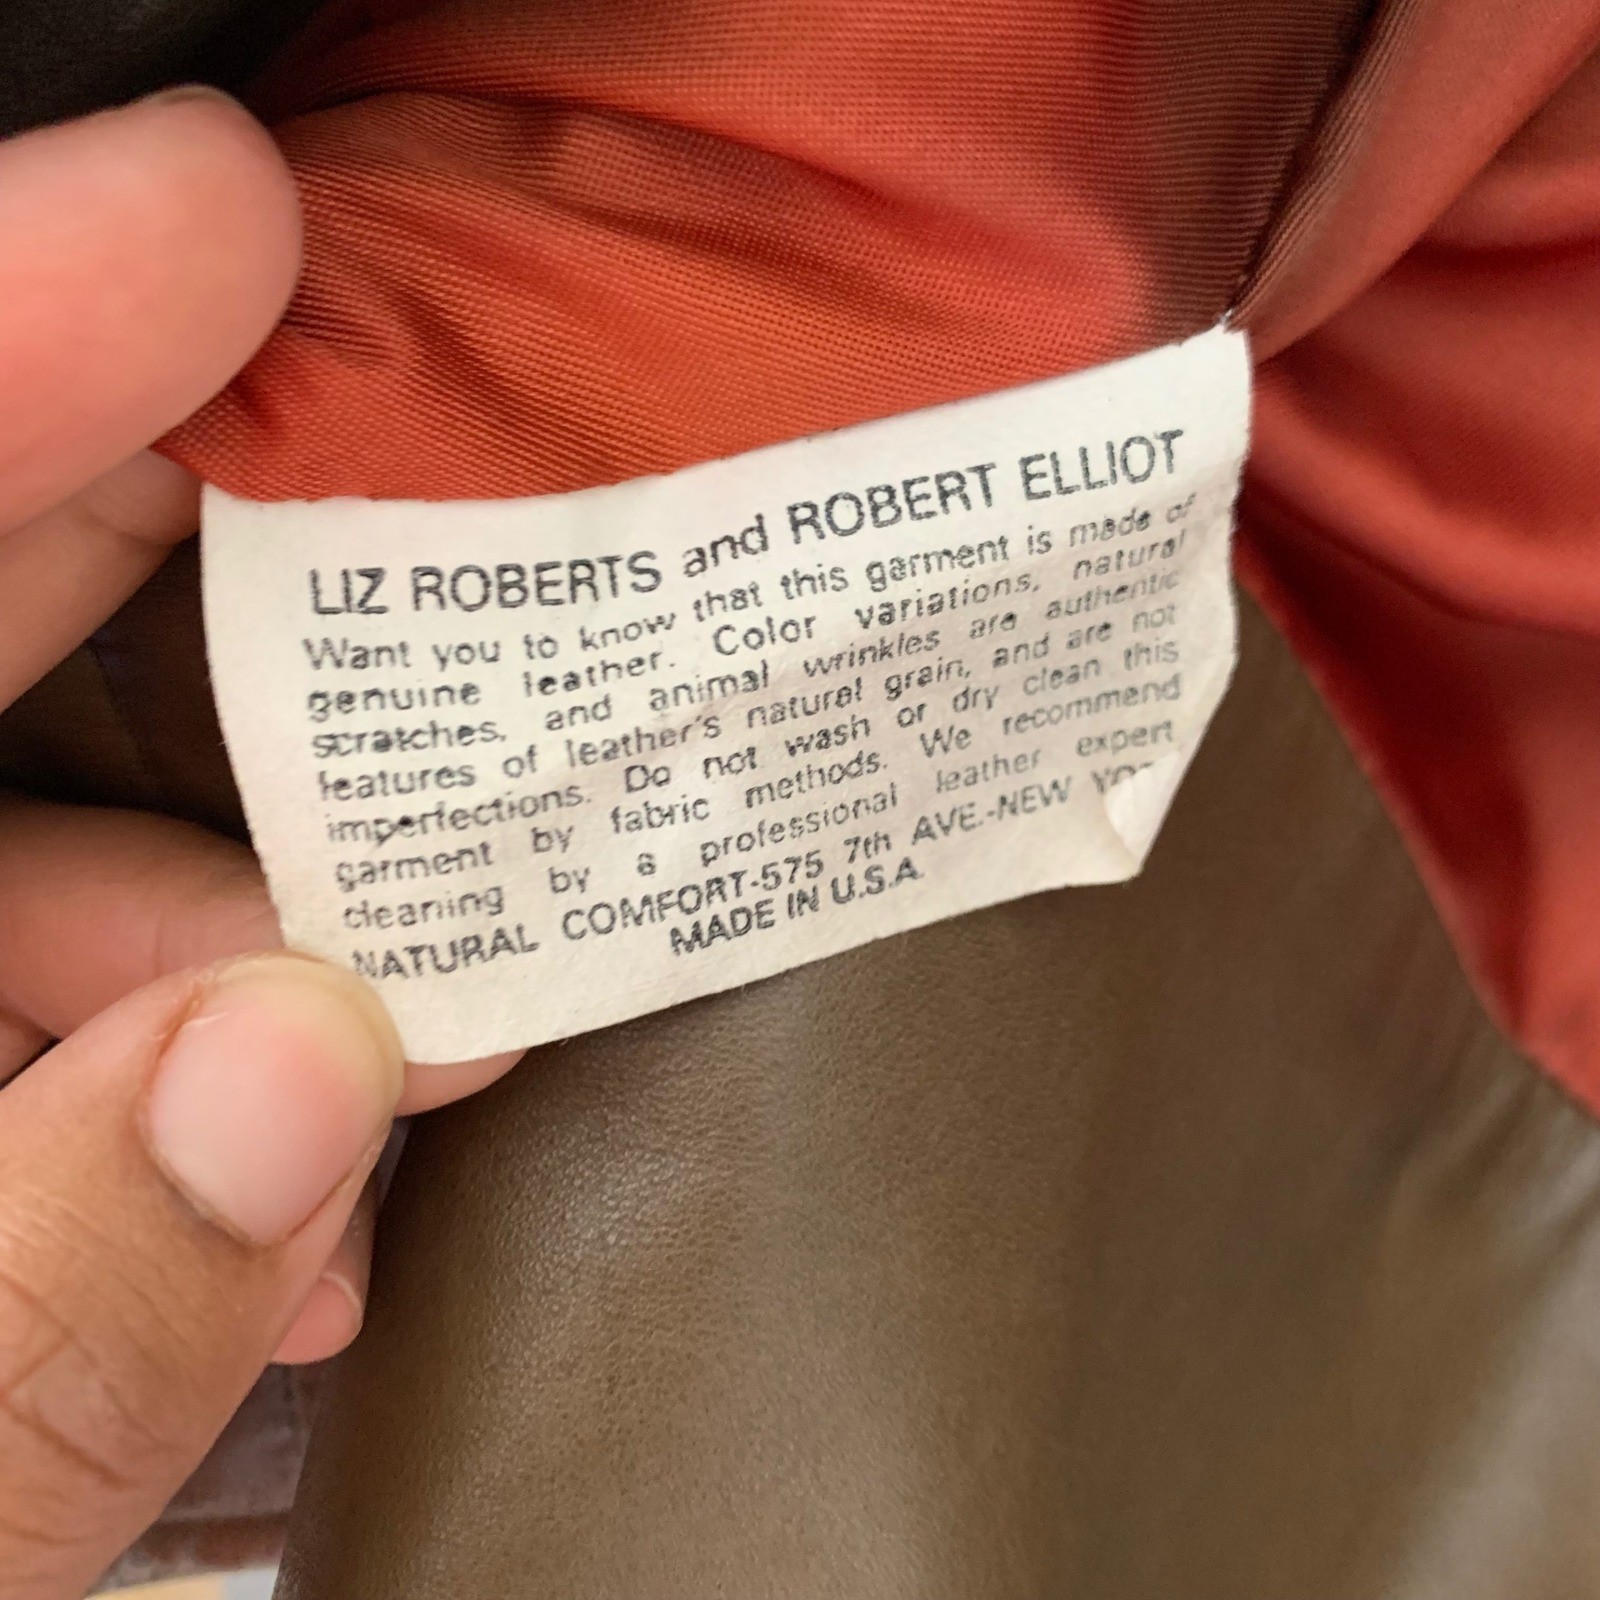 LIZ ROBERTS and ROBERT ELLIOT
Want you to know that this garment is made of
genuine leather. Color variations, natural
scratches, and animal wrinkles are authentic
features of leather's natural grain, and are not
imperfections. Do not wash or dry clean this
garment by fabric methods. We recommend
cleaning by a professional leather expert
NATURAL COMFORT-575 7th AVE.-NEW
MADE IN U.S.A.